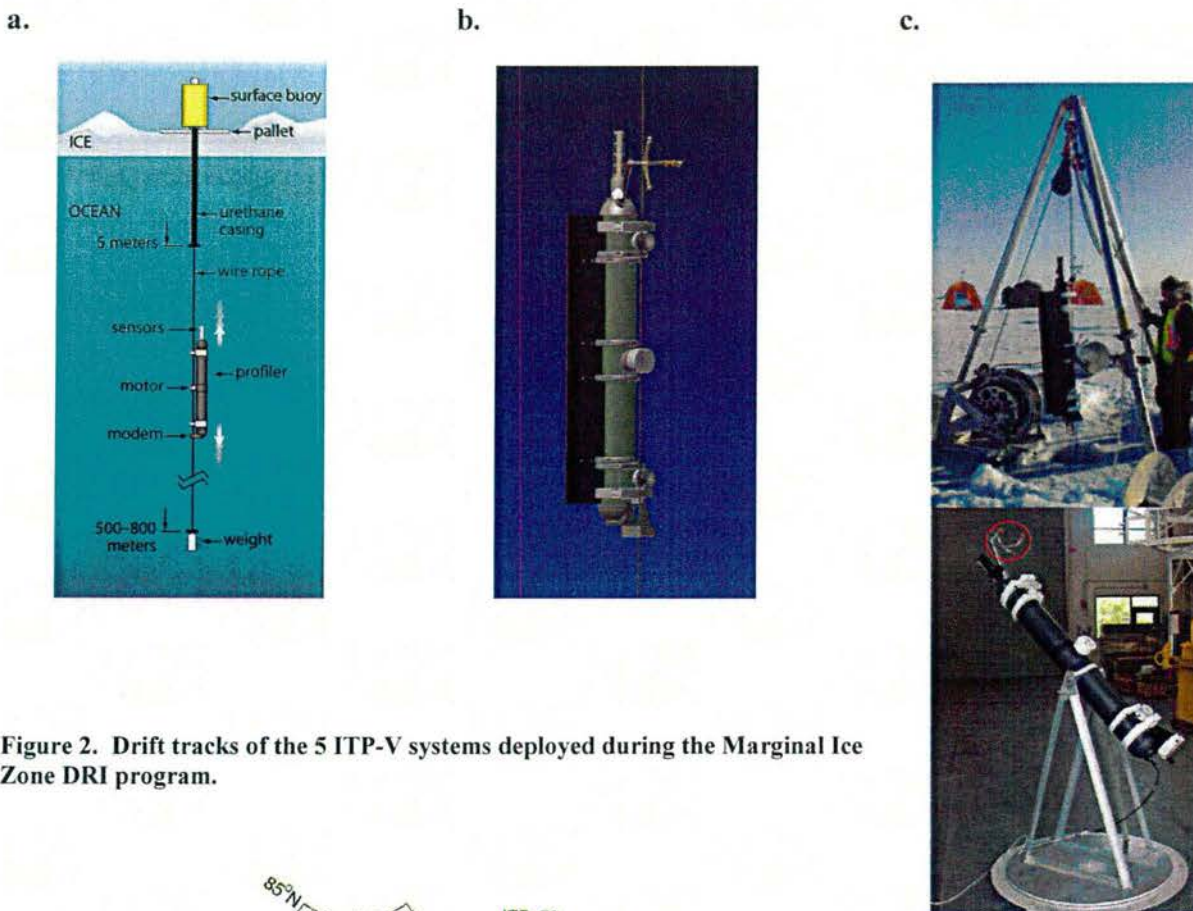 a.
b.
c.
surface buoy
pallet
ICE
OCEAN
urethane
casing
5 meters
wire rope
sensors
profiler
motor
modem
500–800
meters
weight
Figure 2. Drift tracks of the 5 ITP-V systems deployed during the Marginal Ice
Zone DRI program.
85°N